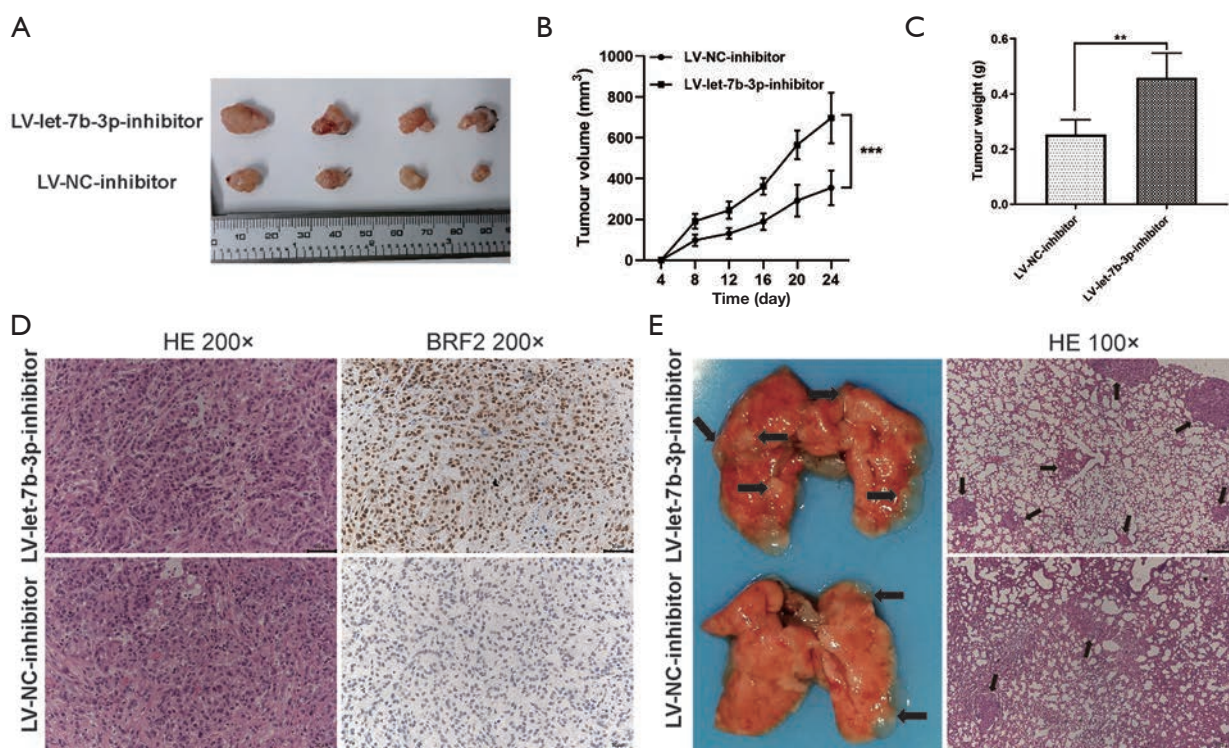 A
LV-let-7b-3p-inhibitor
LV-NC-inhibitor
0 10 20 30 40 50 60 70 80 90
B
Tumour volume (mm³)
1000
800
600
400
200
0
LV-NC-inhibitor
LV-let-7b-3p-inhibitor
***
4 8 12 16 20 24
Time (day)
C
Tumour weight (g)
0.6
0.4
0.2
0.0
**
LV-NC-inhibitor
LV-let-7b-3p-inhibitor
D
HE 200×
BRF2 200×
LV-let-7b-3p-inhibitor
LV-NC-inhibitor
E
HE 100×
LV-let-7b-3p-inhibitor
LV-NC-inhibitor